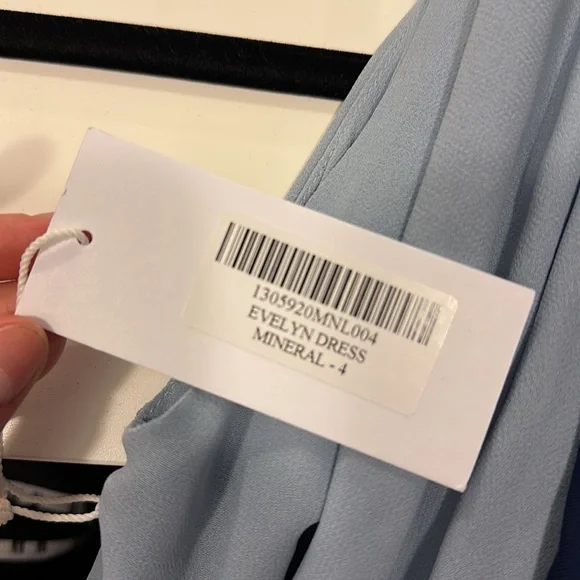 1305920MNL004
EVELYN DRESS
MINERAL - 4